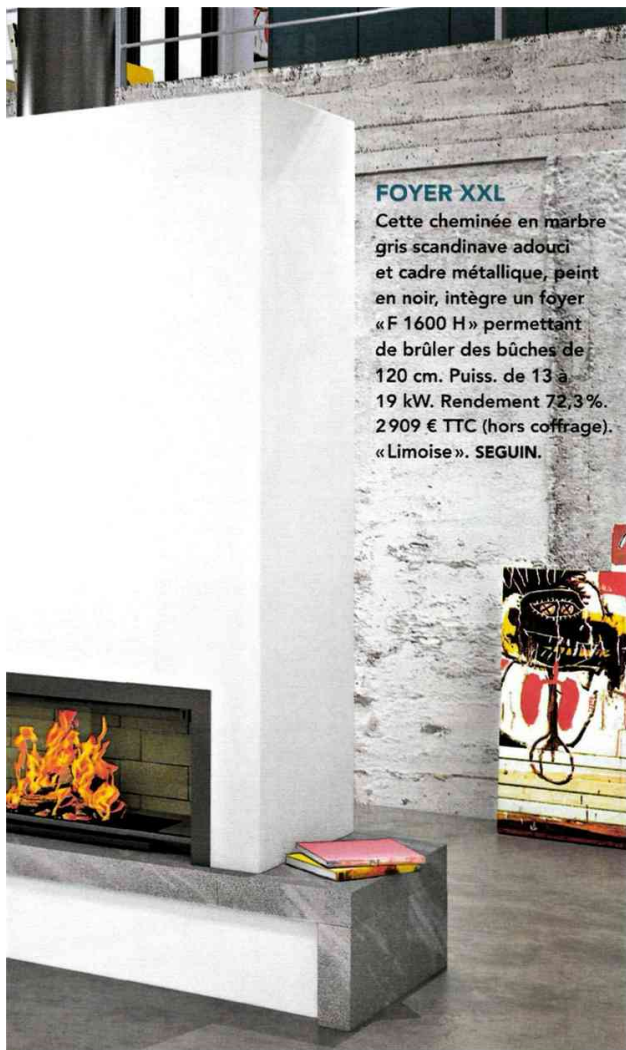 FOYER XXL
Cette cheminée en marbre
gris scandinave adouci
et cadre métallique, peint
en noir, intègre un foyer
«F 1600 H» permettant
de brûler des bûches de
120 cm. Puiss. de 13 à
19 kW. Rendement 72,3%.
2909 € TTC (hors coffrage).
«Limoise». SEGUIN.